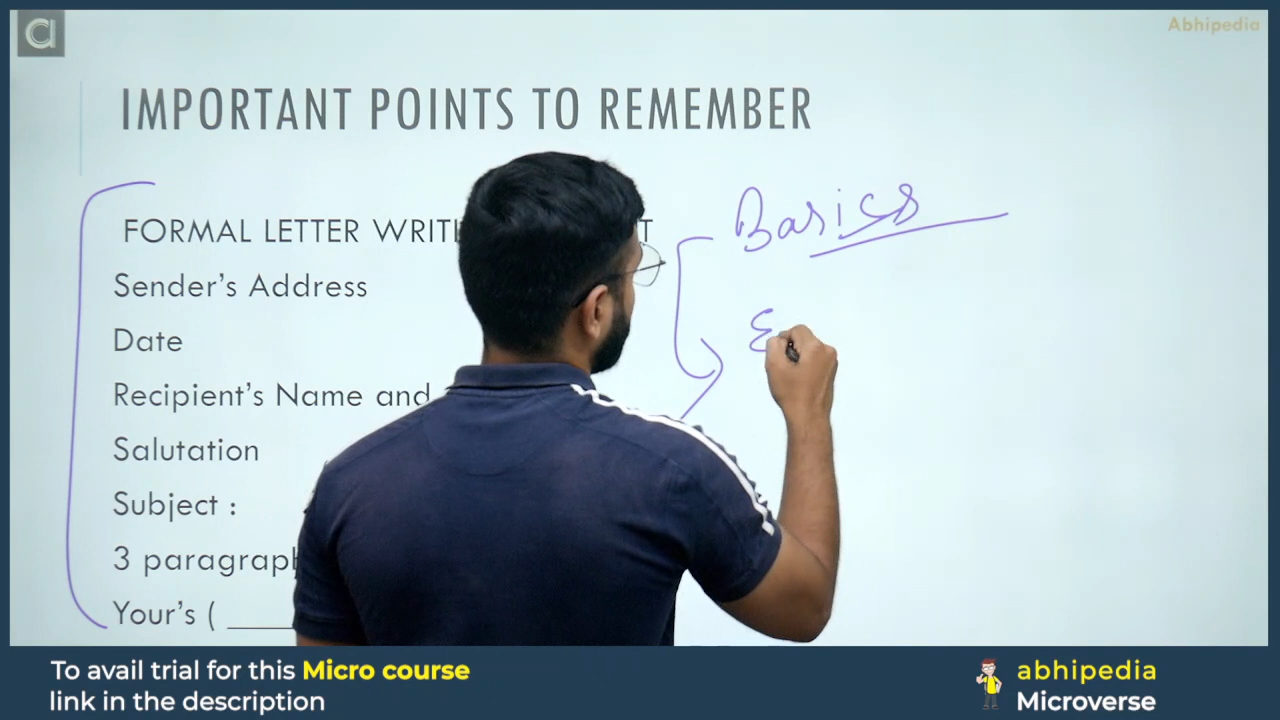 Abhipedia
IMPORTANT POINTS TO REMEMBER
FORMAL LETTER
Basics
Sender's Address
Date
Recipient's Name and
Salutation
Subject :
3 paragraph
Your's ( _____
To avail trial for this Micro course
link in the description
abhipedia
Microverse